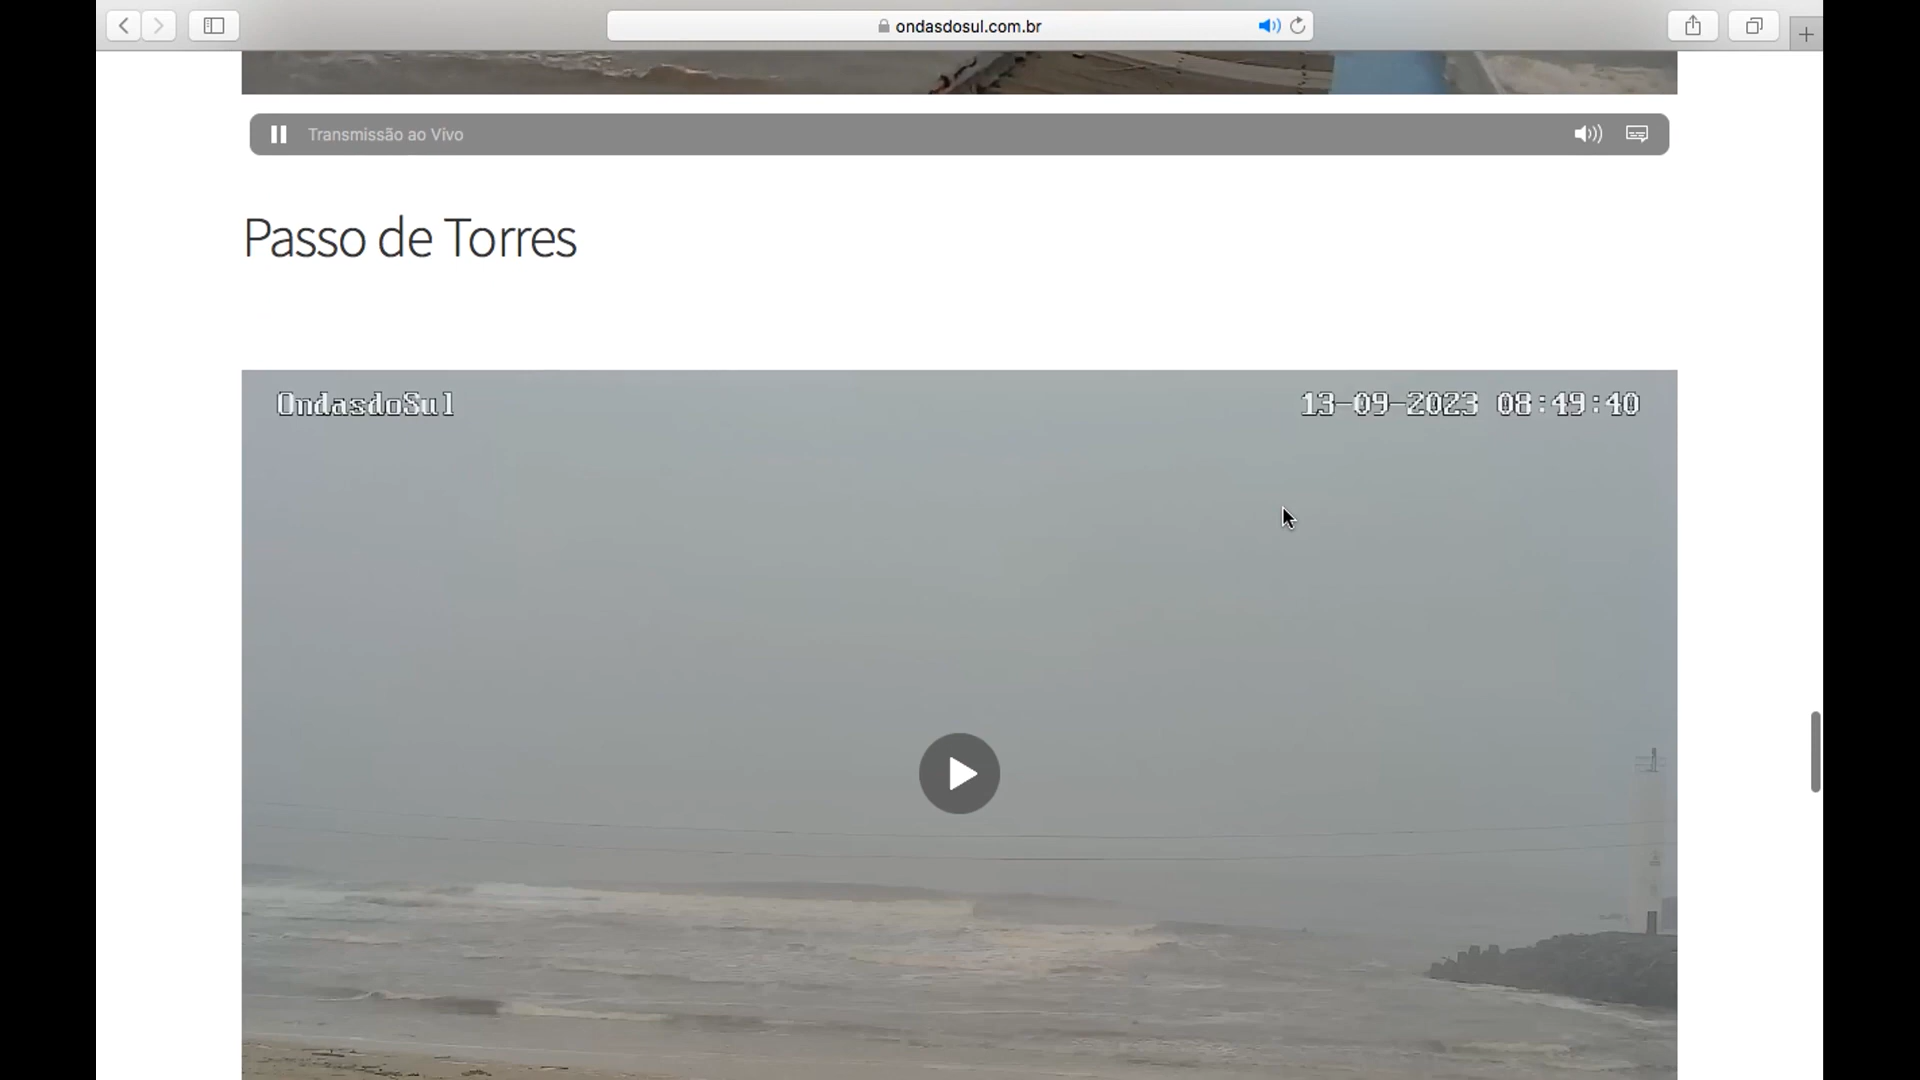 ondasdosul.com.br
Transmissão ao Vivo
Passo de Torres
OndasdoSul
13-09-2023 08:49:40